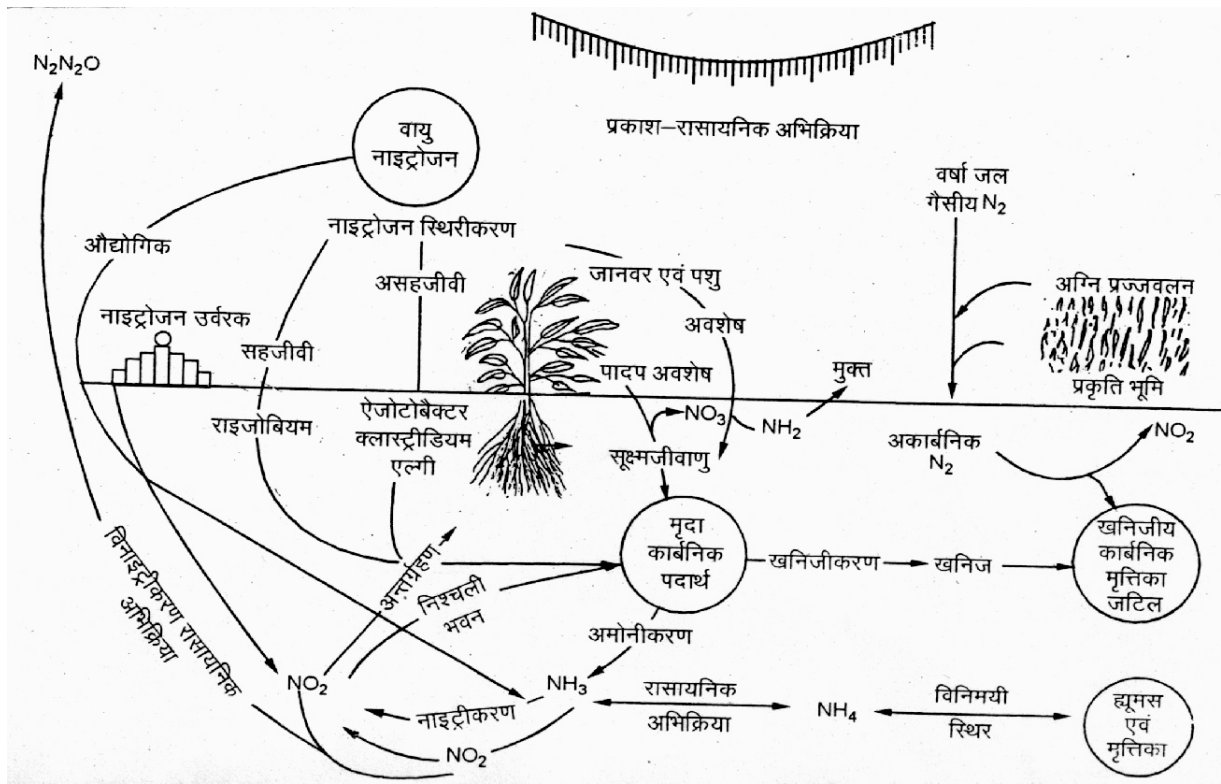 N₂N₂O
प्रकाश–रासायनिक अभिक्रिया
वायु
नाइट्रोजन
वर्षा जल
गैसीय N₂
नाइट्रोजन स्थिरीकरण
औद्योगिक
असहजीवी
जानवर एवं पशु
अवशेष
अग्नि प्रज्जवलन
नाइट्रोजन उर्वरक
सहजीवी
पादप अवशेष
मुक्त
प्रकृति भूमि
राइजोबियम
ऐजोटोबैक्टर
क्लास्ट्रीडियम
एल्गी
NO₃
NH₂
सूक्ष्मजीवाणु
अकार्बनिक
N₂
NO₂
मृदा
कार्बनिक
पदार्थ
खनिजीकरण
खनिज
खनिजीय
कार्बनिक
मृत्तिका
जटिल
विनाइट्रीकरण रासायनिक
अभिक्रिया
अन्तग्रहण
निश्चली
भवन
अमोनीकरण
NO₂
NH₃
नाइट्रीकरण
NO₂
रासायनिक
अभिक्रिया
NH₄
विनिमयी
स्थिर
ह्यूमस
एवं
मृत्तिका